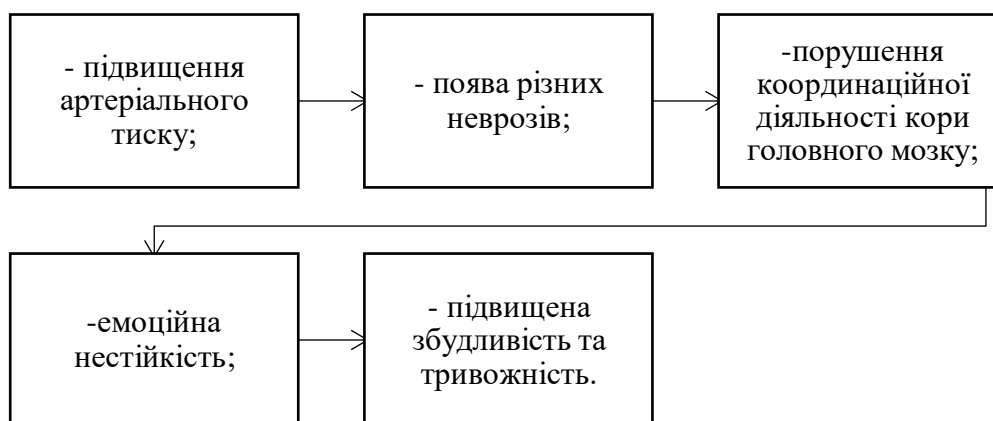 - підвищення
артеріального
тиску;
- поява різних
неврозів;
-порушення
координаційної
діяльності кори
головного мозку;
-емоційна
нестійкість;
- підвищена
збудливість та
тривожність.